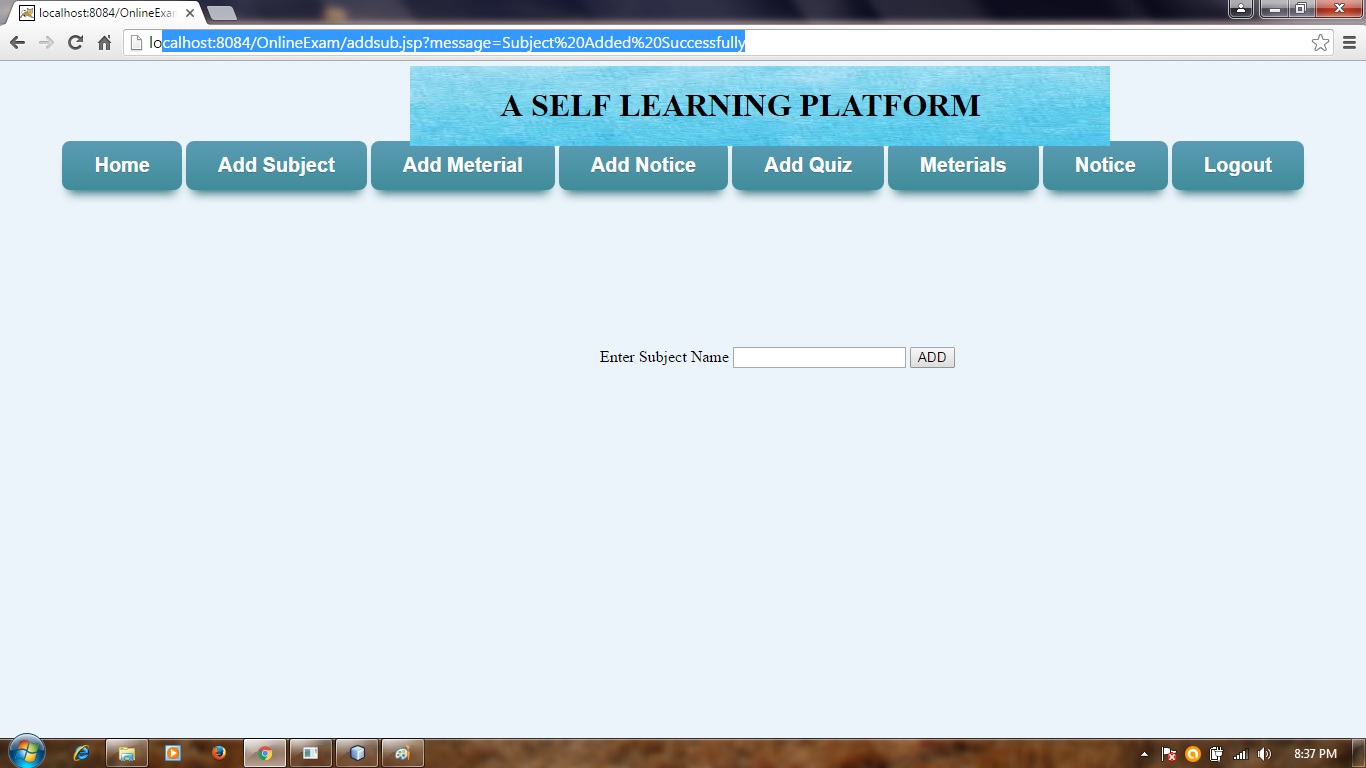 localhost:8084/OnlineExa
localhost:8084/OnlineExam/addsub.jsp?message=Subject%20Added%20Successfully
A SELF LEARNING PLATFORM
Home Add Subject Add Meterial Add Notice Add Quiz Meterials Notice Logout
Enter Subject Name ADD
8:37 PM